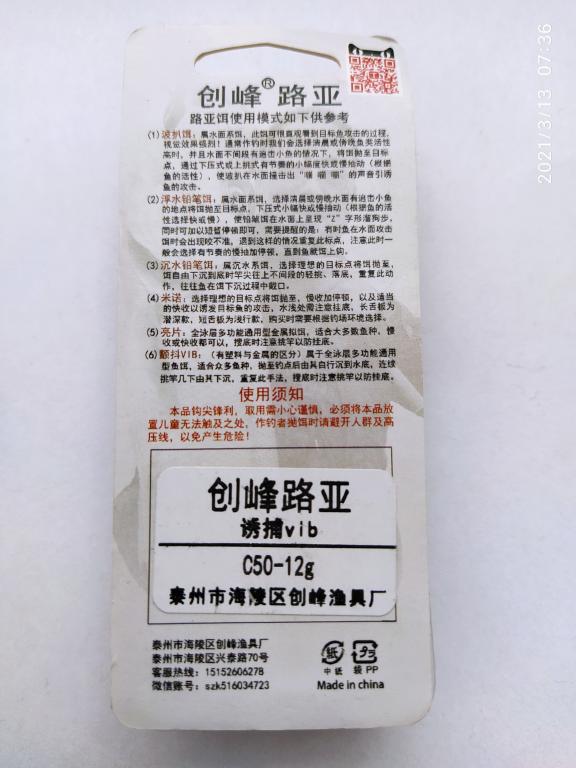 创峰®路亚
路亚饵使用模式如下供参考
(1)波扒饵：属水面系饵，此饵可很直观看到目标鱼攻击的过程，
视觉效果强烈！通常作钓时我们会选择清晨或傍晚鱼类活性
高时，并且水面不间段有追击小鱼的情况下，将饵抛至目标
点，通过下压式或上挑式有节奏的小幅度快或慢抽动（根据
鱼的活性），使波扒在水面撞击出“嘣 嘣 嘣”的声音引诱
鱼的攻击。
(2)浮水铅笔饵：属水面系饵，选择清晨或傍晚水面有追击小鱼
的地点将饵抛至目标点，下压式小幅快或慢抽动（根据鱼的活
性选择快或慢），使铅笔饵在水面上呈现“Z”字形溜狗步，
同时可加以短暂停顿即可，需要提醒的是：有时鱼在水面攻击
饵时会出现咬不准，遇到这样的情况重复此标点，注意此时一
般会选择有节奏的慢抽加停顿，直到鱼就饵上钩。
(3)沉水铅笔饵：属沉水系饵，选择理想的目标点将饵抛至，
饵自由下沉到底时竿尖往上不间段的轻挑、落底，重复此动
作，往往鱼在饵下沉过程中截口。
(4)米诺：选择理想的目标点将饵抛至，慢收加停顿，以及适当
的快收以诱发目标鱼的攻击，水浅处需注意挂底，长舌板为
潜深款，短舌板为浅行款，购买时需要根据钓场环境选择。
(5)亮片：全泳层多功能通用型金属拟饵，适合大多数鱼种，慢
收或快收都可以，搜底时注意挑竿以防挂底。
(6)颤抖VIB：（有塑料与金属的区分）属于全泳层多功能通用
型鱼饵，适合众多鱼种，抛至钓点后由其自行沉到水底，连续
挑竿几下由其下沉，重复此手法，搜底时注意挑竿以防挂底。
使用须知
本品钩尖锋利，取用需小心谨慎，必须将本品放
置儿童无法触及之处。作钓者抛饵时请避开人群及高
压线，以免产生危险！
创峰路亚
诱捕vib
C50-12g
泰州市海陵区创峰渔具厂
泰州市海陵区创峰渔具厂
泰州市海陵区兴泰路70号
客服热线：15152606278
微信账号：szk516034723
纸 プラ
中纸 袋PP
Made in china
2021/3/13 07:36